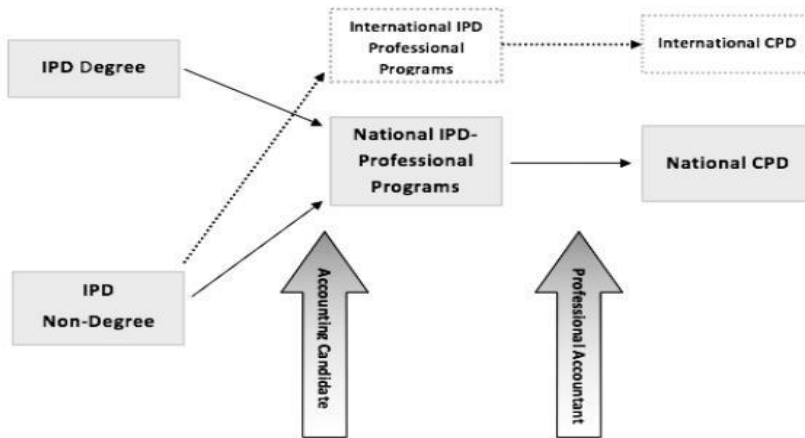 International IPD
Professional
Programs
International CPD
IPD Degree
National IPD-
Professional
Programs
National CPD
IPD
Non-Degree
Accounting Candidate
Professional Accountant